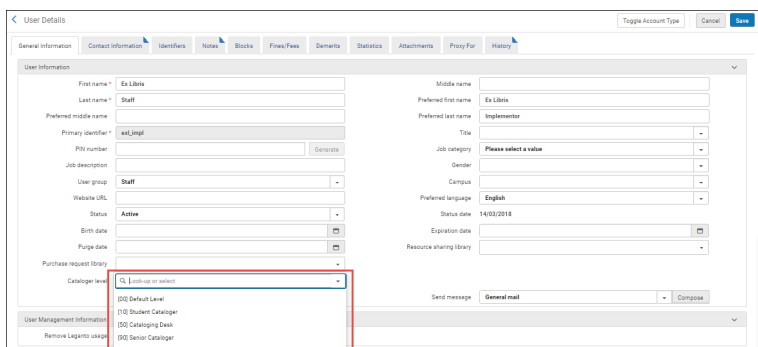 User Details
Toggle Account Type Cancel Save
General Information Contact Information Identifiers Notes Blocks Fines/Fees Demerits Statistics Attachments Proxy For History
User Information
First name * Ex Libris Middle name
Last name * Staff Preferred first name Ex Libris
Preferred middle name Preferred last name Implementor
Primary identifier * exl_impl Title
PIN number Generate Job category Please select a value
Job description Gender
User group Staff Campus
Website URL Preferred language English
Status Active Status date 14/03/2018
Birth date Expiration date
Purge date Resource sharing library
Purchase request library
Cataloger level Look-up or select
[00] Default Level Send message General mail Compose
[10] Student Cataloger
User Management Information [50] Cataloging Desk
Remove Leganto usage [90] Senior Cataloger